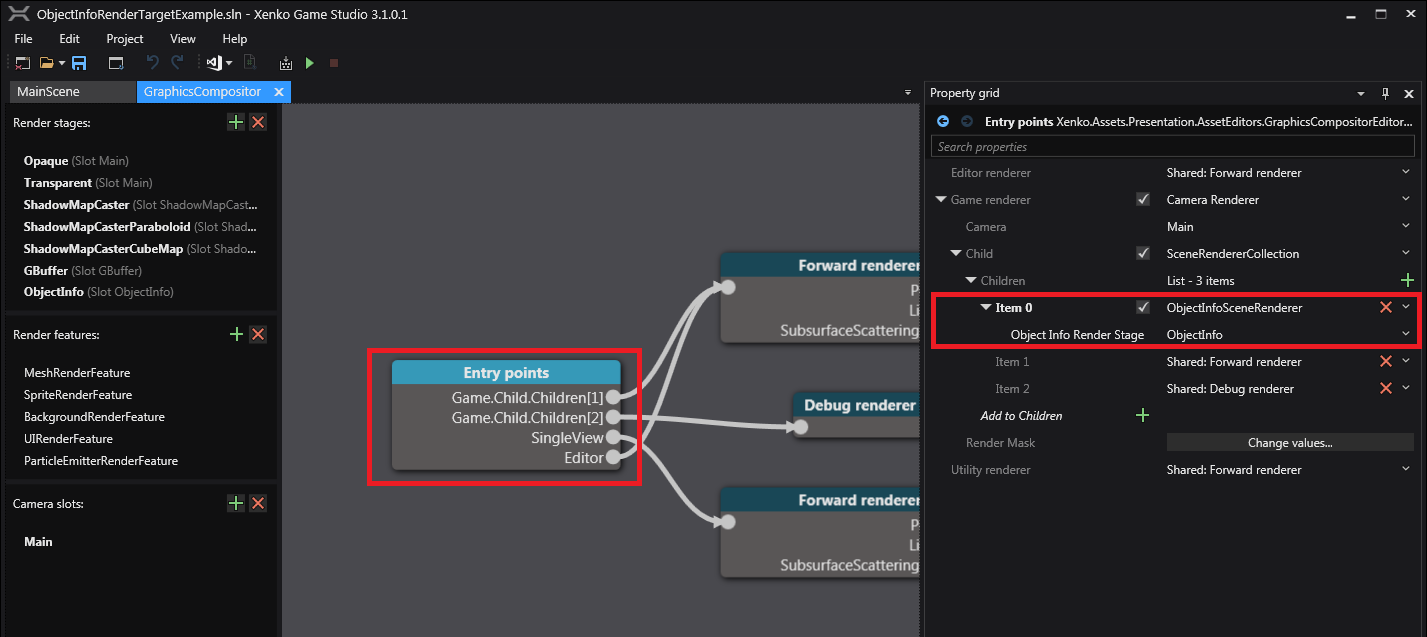 ObjectInfoRenderTargetExample.sln - Xenko Game Studio 3.1.0.1
File Edit Project View Help
MainScene
GraphicsCompositor
Render stages:
Opaque (Slot Main)
Transparent (Slot Main)
ShadowMapCaster (Slot ShadowMapCast...
ShadowMapCasterParaboloid (Slot Shad...
ShadowMapCasterCubeMap (Slot Shado...
GBuffer (Slot GBuffer)
ObjectInfo (Slot ObjectInfo)
Render features:
MeshRenderFeature
SpriteRenderFeature
BackgroundRenderFeature
UIRenderFeature
ParticleEmitterRenderFeature
Camera slots:
Main
Entry points
Game.Child.Children[1]
Game.Child.Children[2]
SingleView
Editor
Forward renderer
P
Li
SubsurfaceScattering
Debug renderer
Forward renderer
P
Li
SubsurfaceScattering
Property grid
Entry points Xenko.Assets.Presentation.AssetEditors.GraphicsCompositorEditor...
Search properties
Editor renderer Shared: Forward renderer
Game renderer Camera Renderer
Camera Main
Child SceneRendererCollection
Children List - 3 items
Item 0 ObjectInfoSceneRenderer
Object Info Render Stage ObjectInfo
Item 1 Shared: Forward renderer
Item 2 Shared: Debug renderer
Add to Children
Render Mask Change values...
Utility renderer Shared: Forward renderer